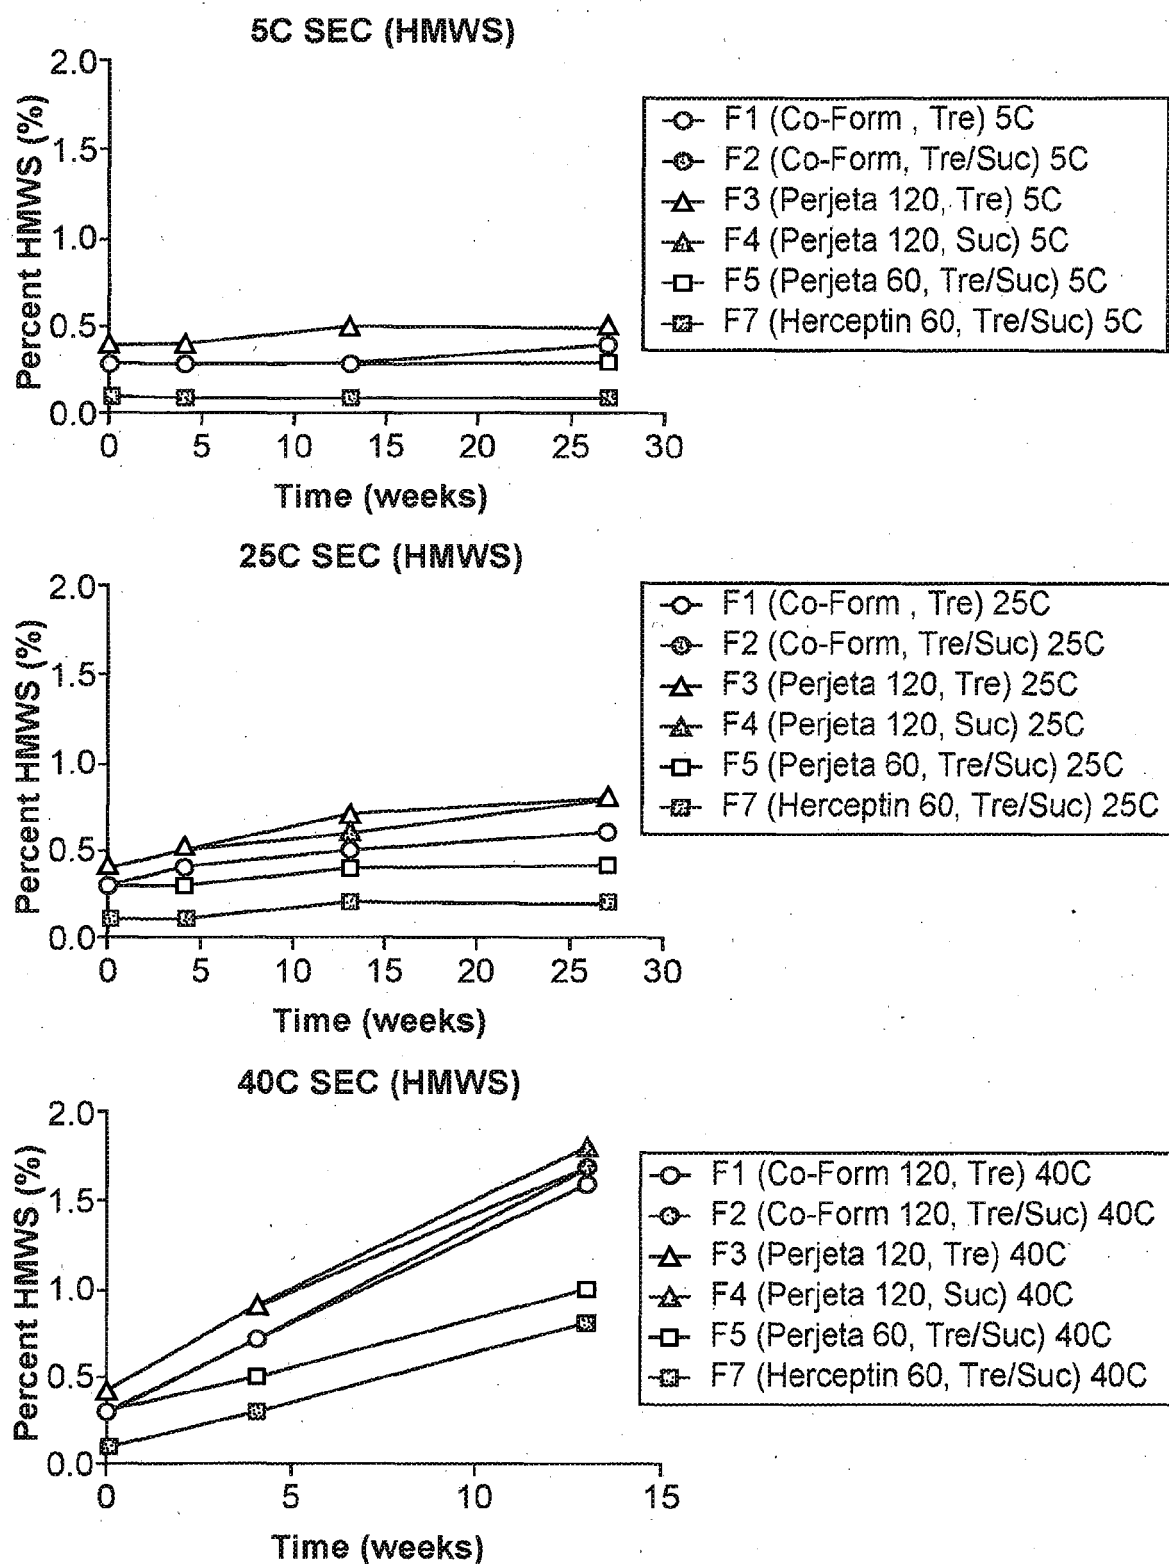 5C SEC (HMWS)
Percent HMWS (%)
2.0
1.5
1.0
0.5
0.0
0 5 10 15 20 25 30
Time (weeks)
F1 (Co-Form , Tre) 5C
F2 (Co-Form, Tre/Suc) 5C
F3 (Perjeta 120, Tre) 5C
F4 (Perjeta 120, Suc) 5C
F5 (Perjeta 60, Tre/Suc) 5C
F7 (Herceptin 60, Tre/Suc) 5C
25C SEC (HMWS)
Percent HMWS (%)
2.0
1.5
1.0
0.5
0.0
0 5 10 15 20 25 30
Time (weeks)
F1 (Co-Form , Tre) 25C
F2 (Co-Form, Tre/Suc) 25C
F3 (Perjeta 120, Tre) 25C
F4 (Perjeta 120, Suc) 25C
F5 (Perjeta 60, Tre/Suc) 25C
F7 (Herceptin 60, Tre/Suc) 25C
40C SEC (HMWS)
Percent HMWS (%)
2.0
1.5
1.0
0.5
0.0
0 5 10 15
Time (weeks)
F1 (Co-Form 120, Tre) 40C
F2 (Co-Form 120, Tre/Suc) 40C
F3 (Perjeta 120, Tre) 40C
F4 (Perjeta 120, Suc) 40C
F5 (Perjeta 60, Tre/Suc) 40C
F7 (Herceptin 60, Tre/Suc) 40C